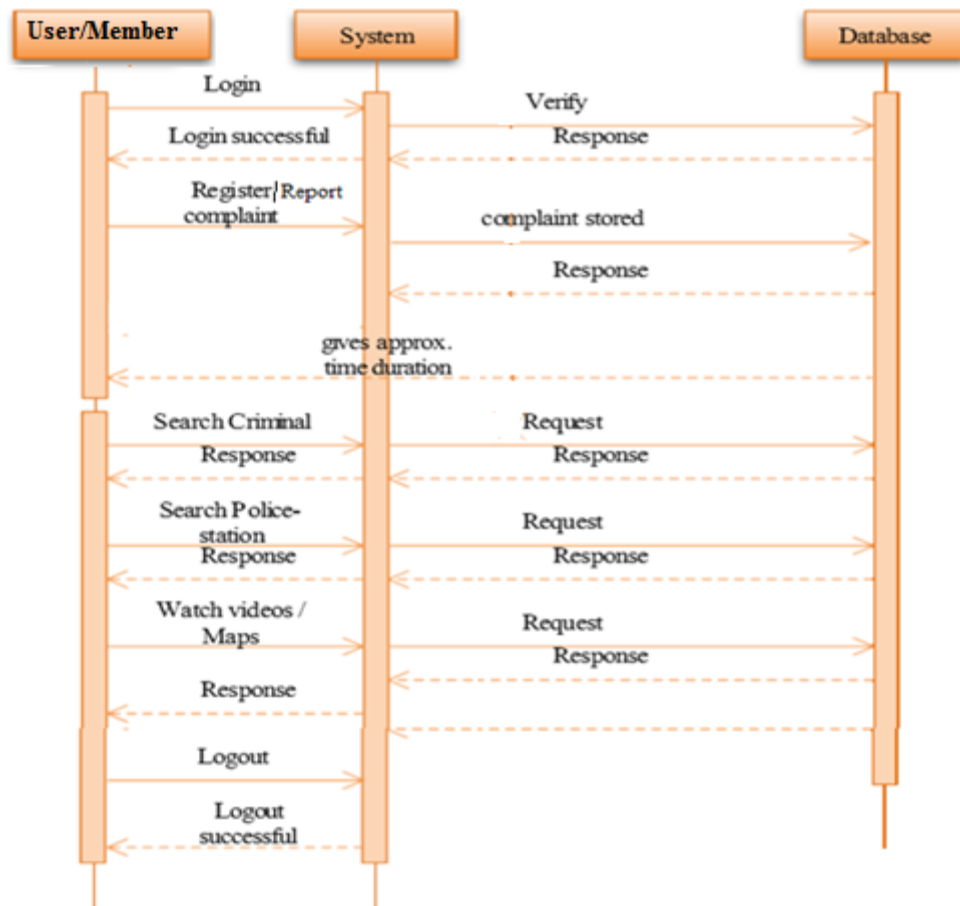 User/Member
System
Database
Login
Verify
Login successful
Response
Register/Report
complaint
complaint stored
Response
gives approx.
time duration
Search Criminal
Request
Response
Response
Search Police-
station
Request
Response
Response
Watch videos /
Maps
Request
Response
Response
Logout
Logout
successful